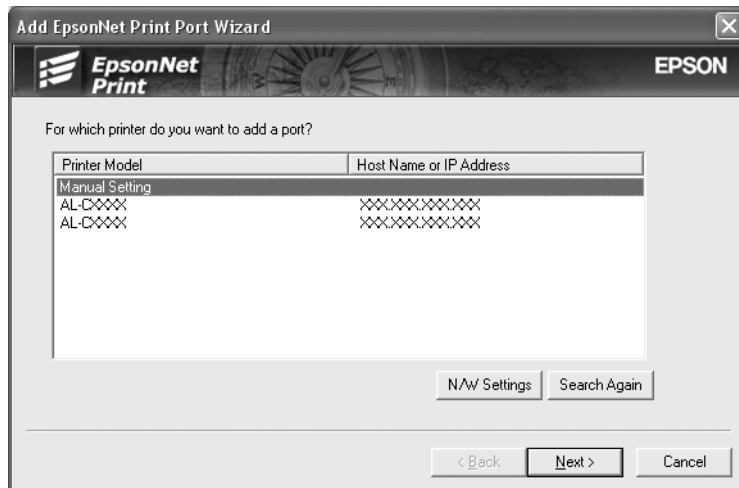 Add EpsonNet Print Port Wizard
EpsonNet
Print
EPSON
For which printer do you want to add a port?
Printer Model Host Name or IP Address
Manual Setting
AL-CXXXX XXX.XXX.XXX.XXX
AL-CXXXX XXX.XXX.XXX.XXX
N/W Settings Search Again
< Back Next > Cancel